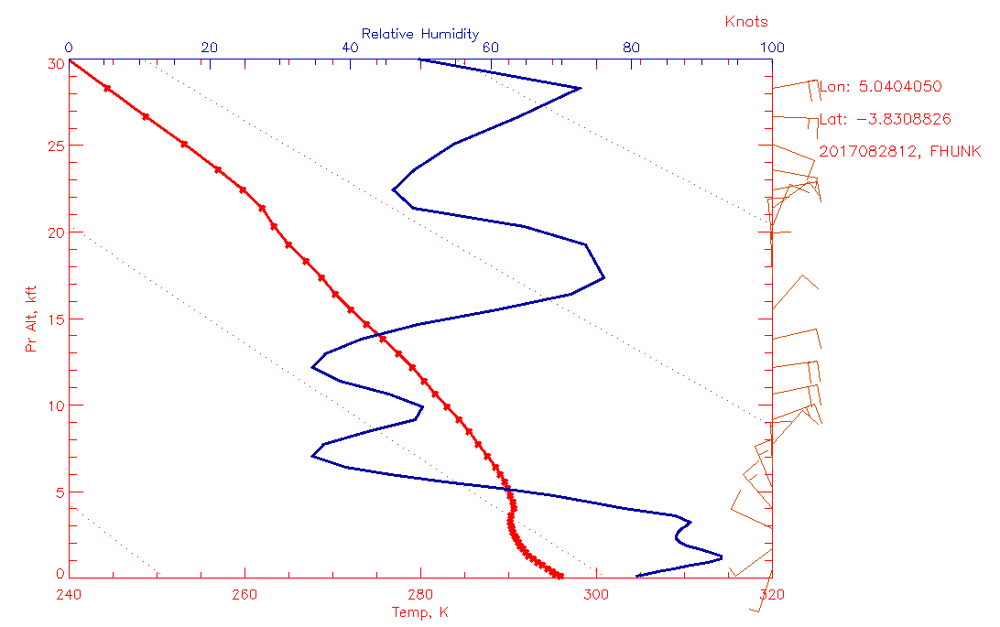 Knots
Relative Humidity
0 20 40 60 80 100
30
25
20
15
10
5
0
Pr Alt, kft
240 260 280 300 320
Temp, K
Lon: 5.0404050
Lat: -3.8308826
2017082812, FHUNK